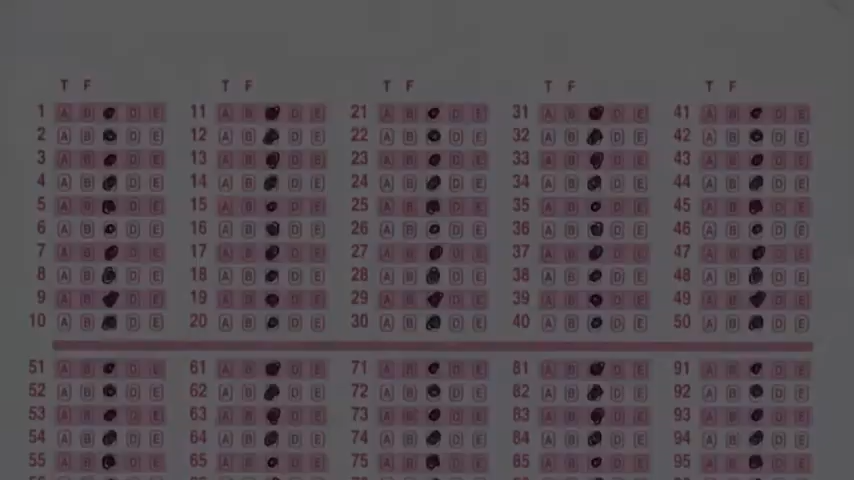 T F T F T F T F T F
1 A B D E 11 A B D E 21 A B D E 31 A B D E 41 A B D E
2 A B D E 12 A B D E 22 A B D E 32 A B D E 42 A B D E
3 A B D E 13 A B D E 23 A B D E 33 A B D E 43 A B D E
4 A B D E 14 A B D E 24 A B D E 34 A B D E 44 A B D E
5 A B D E 15 A B D E 25 A B D E 35 A B D E 45 A B D E
6 A B D E 16 A B D E 26 A B D E 36 A B D E 46 A B D E
7 A B D E 17 A B D E 27 A B D E 37 A B D E 47 A B D E
8 A B D E 18 A B D E 28 A B D E 38 A B D E 48 A B D E
9 A B D E 19 A B D E 29 A B D E 39 A B D E 49 A B D E
10 A B D E 20 A B D E 30 A B D E 40 A B D E 50 A B D E
51 A B D E 61 A B D E 71 A B D E 81 A B D E 91 A B D E
52 A B D E 62 A B D E 72 A B D E 82 A B D E 92 A B D E
53 A B D E 63 A B D E 73 A B D E 83 A B D E 93 A B D E
54 A B D E 64 A B D E 74 A B D E 84 A B D E 94 A B D E
55 A B D E 65 A B D E 75 A B D E 85 A B D E 95 A B D E